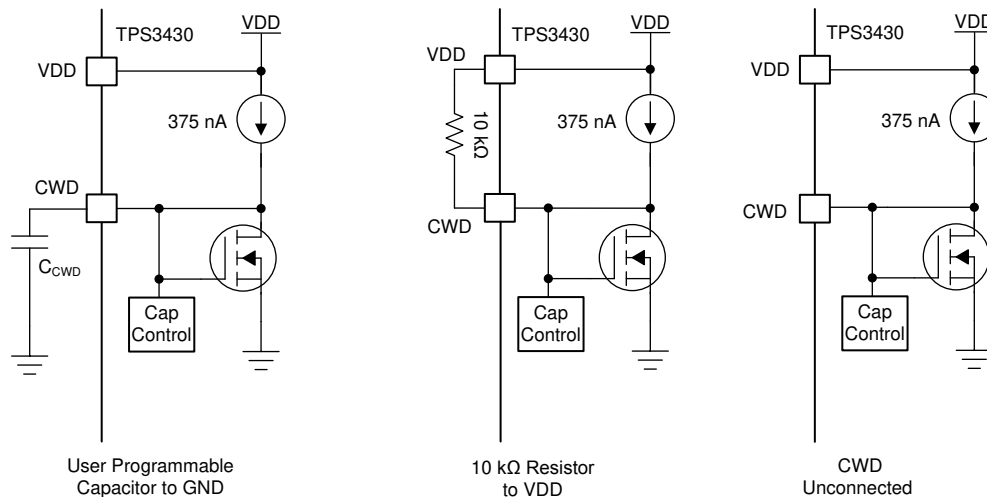 TPS3430
VDD
VDD
375 nA
CWD
C_CWD
Cap
Control
User Programmable
Capacitor to GND
TPS3430
VDD
VDD
10 kΩ
375 nA
CWD
Cap
Control
10 kΩ Resistor
to VDD
TPS3430
VDD
VDD
375 nA
CWD
Cap
Control
CWD
Unconnected